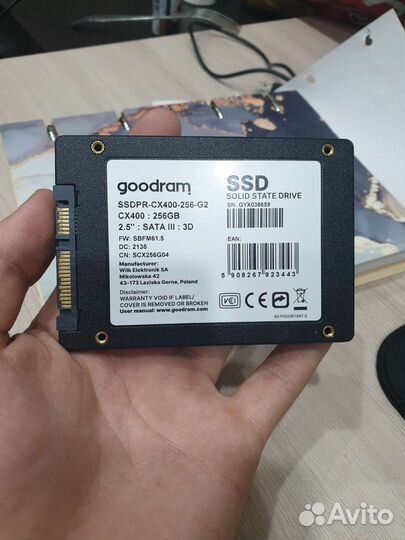 goodram
SSDPR-CX400-256-G2
CX400 : 256GB
2.5" : SATA III : 3D
FW: SBFM61.5
DC: 2136
CN: SCX256G04
Manufacturer:
Wilk Elektronik SA
Mikolowska 42
43-173 Laziska Gorne, Poland
WARRANTY VOID IF LABEL/
COVER IS REMOVED OR BROKEN
User manual: www.goodram.com
SSD
SOLID STATE DRIVE
SN: GYX038659
EAN:
5 908267 923443
VCCI
CE
Avito